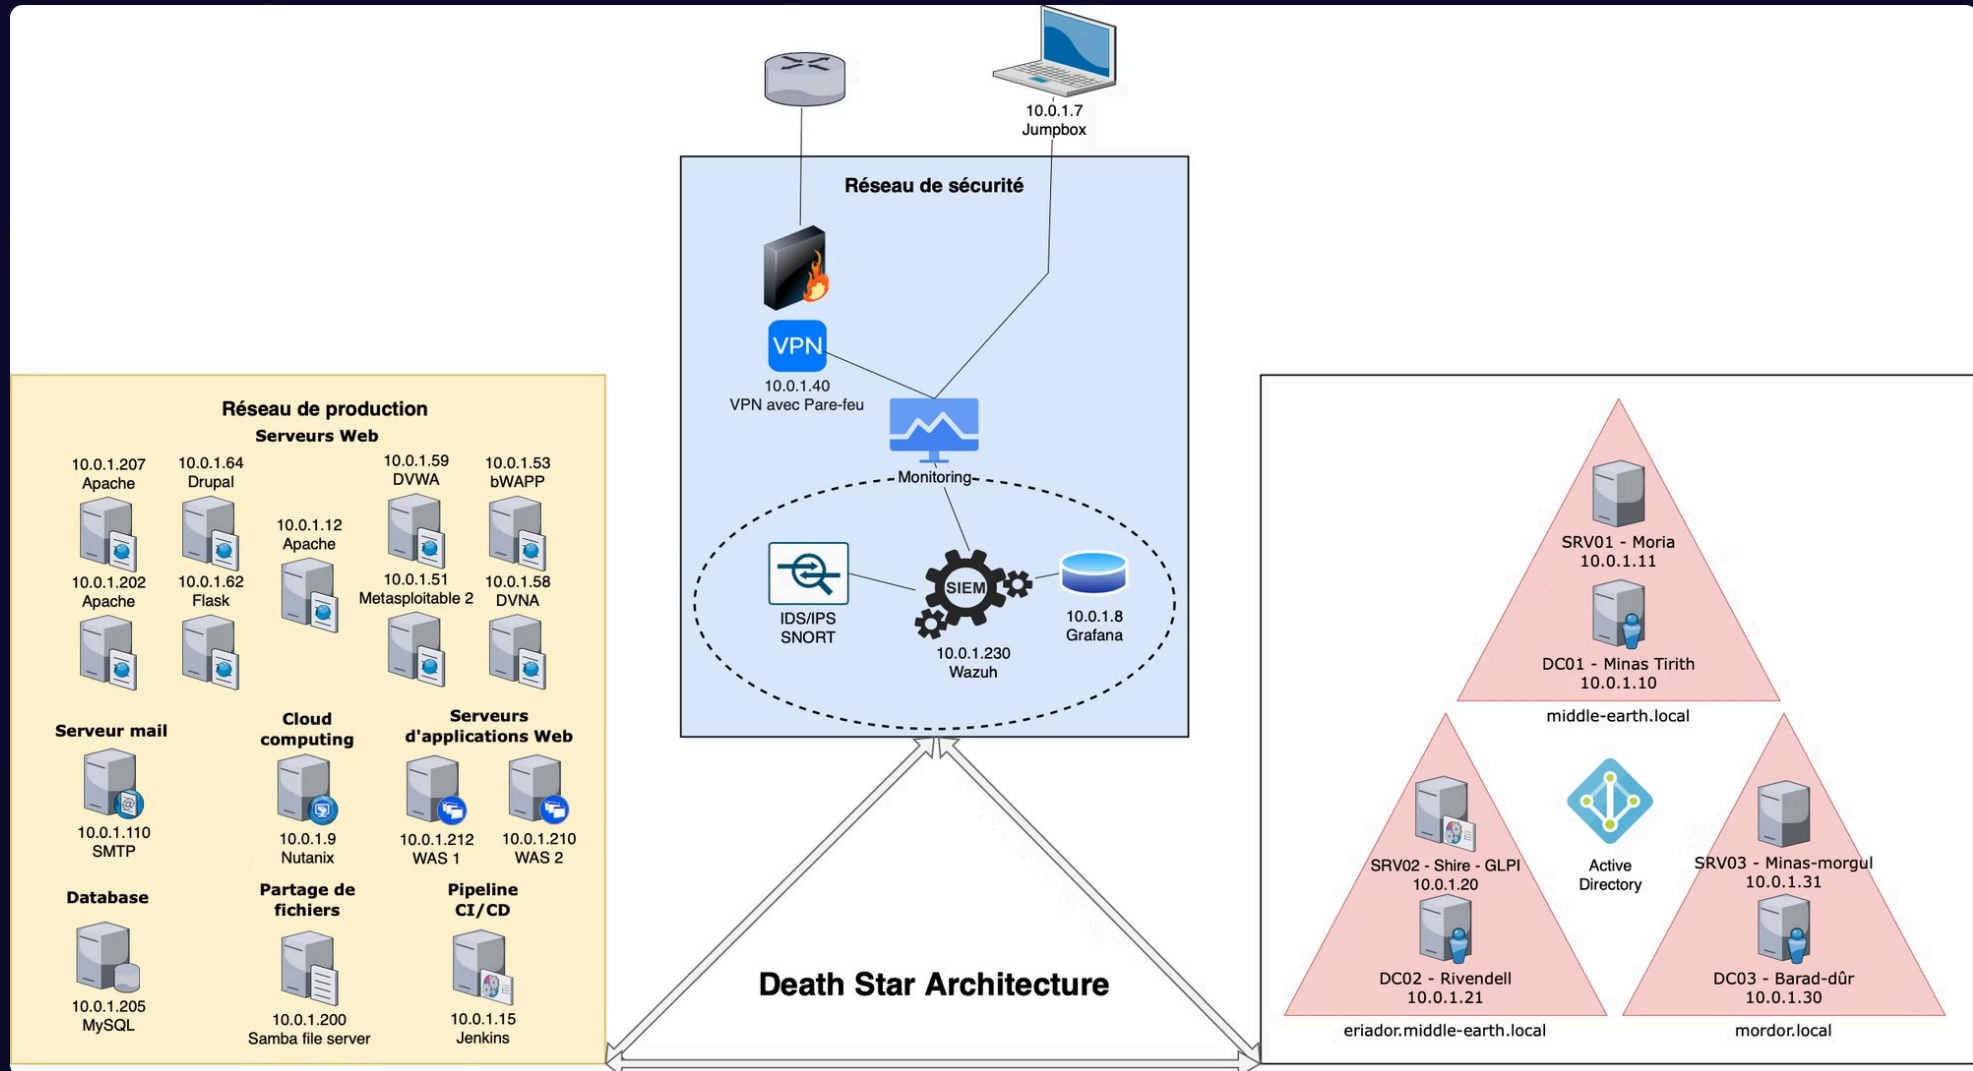 10.0.1.7
Jumpbox
Réseau de sécurité
VPN
10.0.1.40
VPN avec Pare-feu
Monitoring
IDS/IPS
SNORT
SIEM
10.0.1.230
Wazuh
10.0.1.8
Grafana
Réseau de production
Serveurs Web
10.0.1.207
Apache
10.0.1.64
Drupal
10.0.1.12
Apache
10.0.1.59
DVWA
10.0.1.53
bWAPP
10.0.1.202
Apache
10.0.1.62
Flask
10.0.1.51
Metasploitable 2
10.0.1.58
DVNA
Serveur mail
10.0.1.110
SMTP
Cloud
computing
10.0.1.9
Nutanix
Serveurs
d'applications Web
10.0.1.212
WAS 1
10.0.1.210
WAS 2
Database
10.0.1.205
MySQL
Partage de
fichiers
10.0.1.200
Samba file server
Pipeline
CI/CD
10.0.1.15
Jenkins
Death Star Architecture
SRV01 - Moria
10.0.1.11
DC01 - Minas Tirith
10.0.1.10
middle-earth.local
SRV02 - Shire - GLPI
10.0.1.20
DC02 - Rivendell
10.0.1.21
eriador.middle-earth.local
Active
Directory
SRV03 - Minas-morgul
10.0.1.31
DC03 - Barad-dûr
10.0.1.30
mordor.local